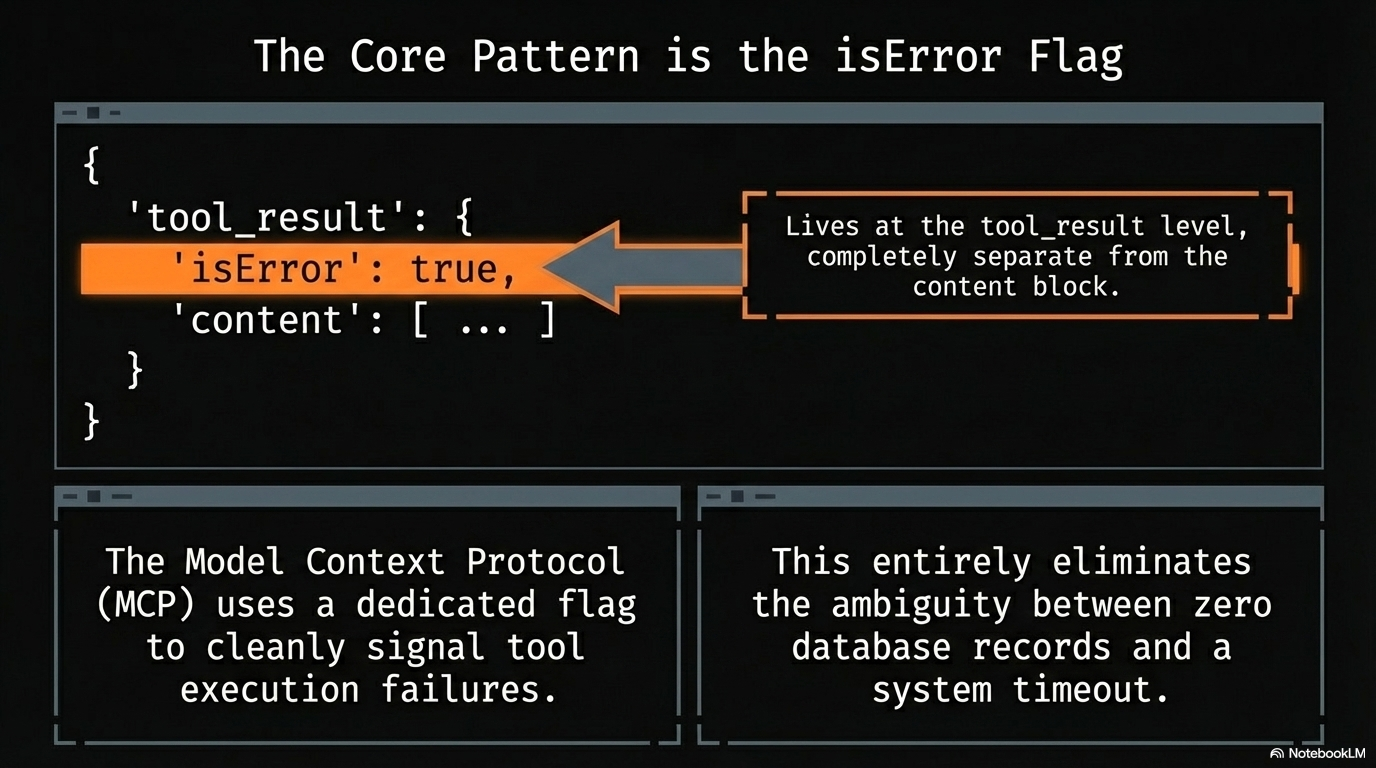 The Core Pattern is the isError Flag
{
'tool_result': {
'isError': true,
'content': [ ... ]
}
}
Lives at the tool_result level,
completely separate from the
content block.
The Model Context Protocol
(MCP) uses a dedicated flag
to cleanly signal tool
execution failures.
This entirely eliminates
the ambiguity between zero
database records and a
system timeout.
NotebookLM